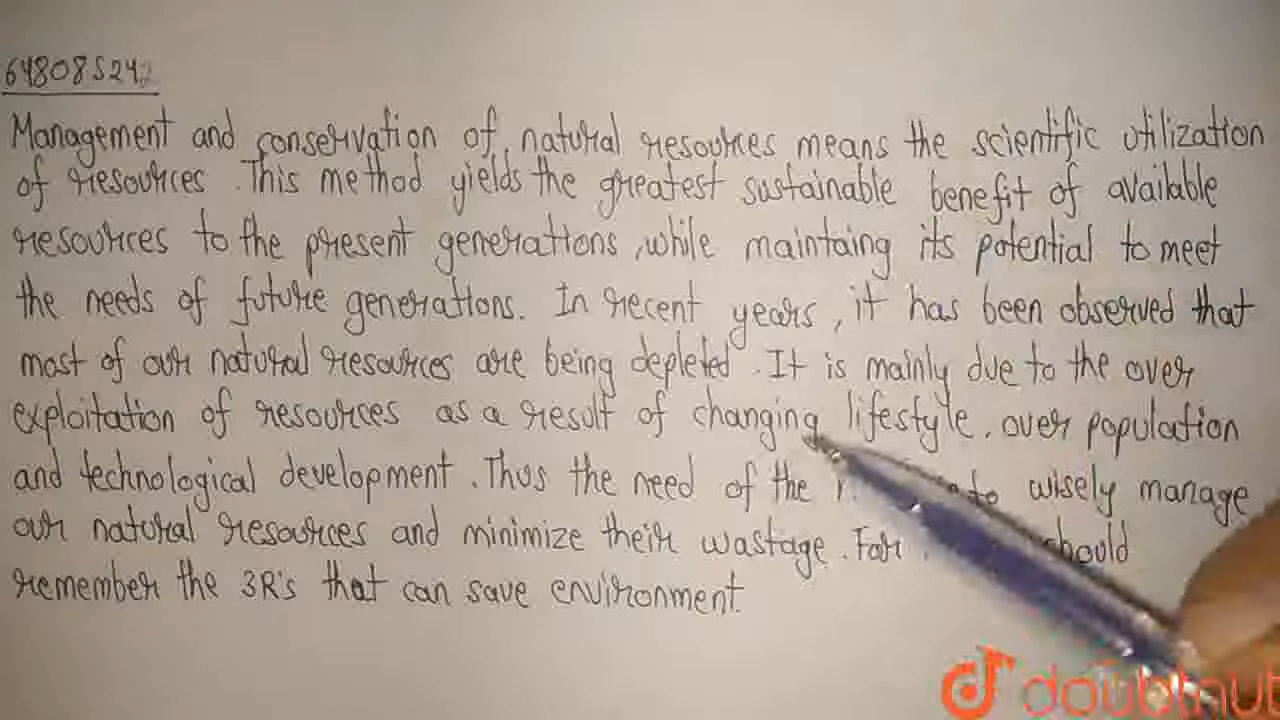 648085242
Management and conservation of natural resources means the scientific utilization
of resources. This method yields the greatest sustainable benefit of available
resources to the present generations, while maintaing its potential to meet
the needs of future generations. In recent years, it has been observed that
most of our natural resources are being depleted. It is mainly due to the over
exploitation of resources as a result of changing lifestyle, over population
and technological development. Thus the need of the to wisely manage
our natural resources and minimize their wastage. For should
remember the 3R's that can save environment.
doubtnut